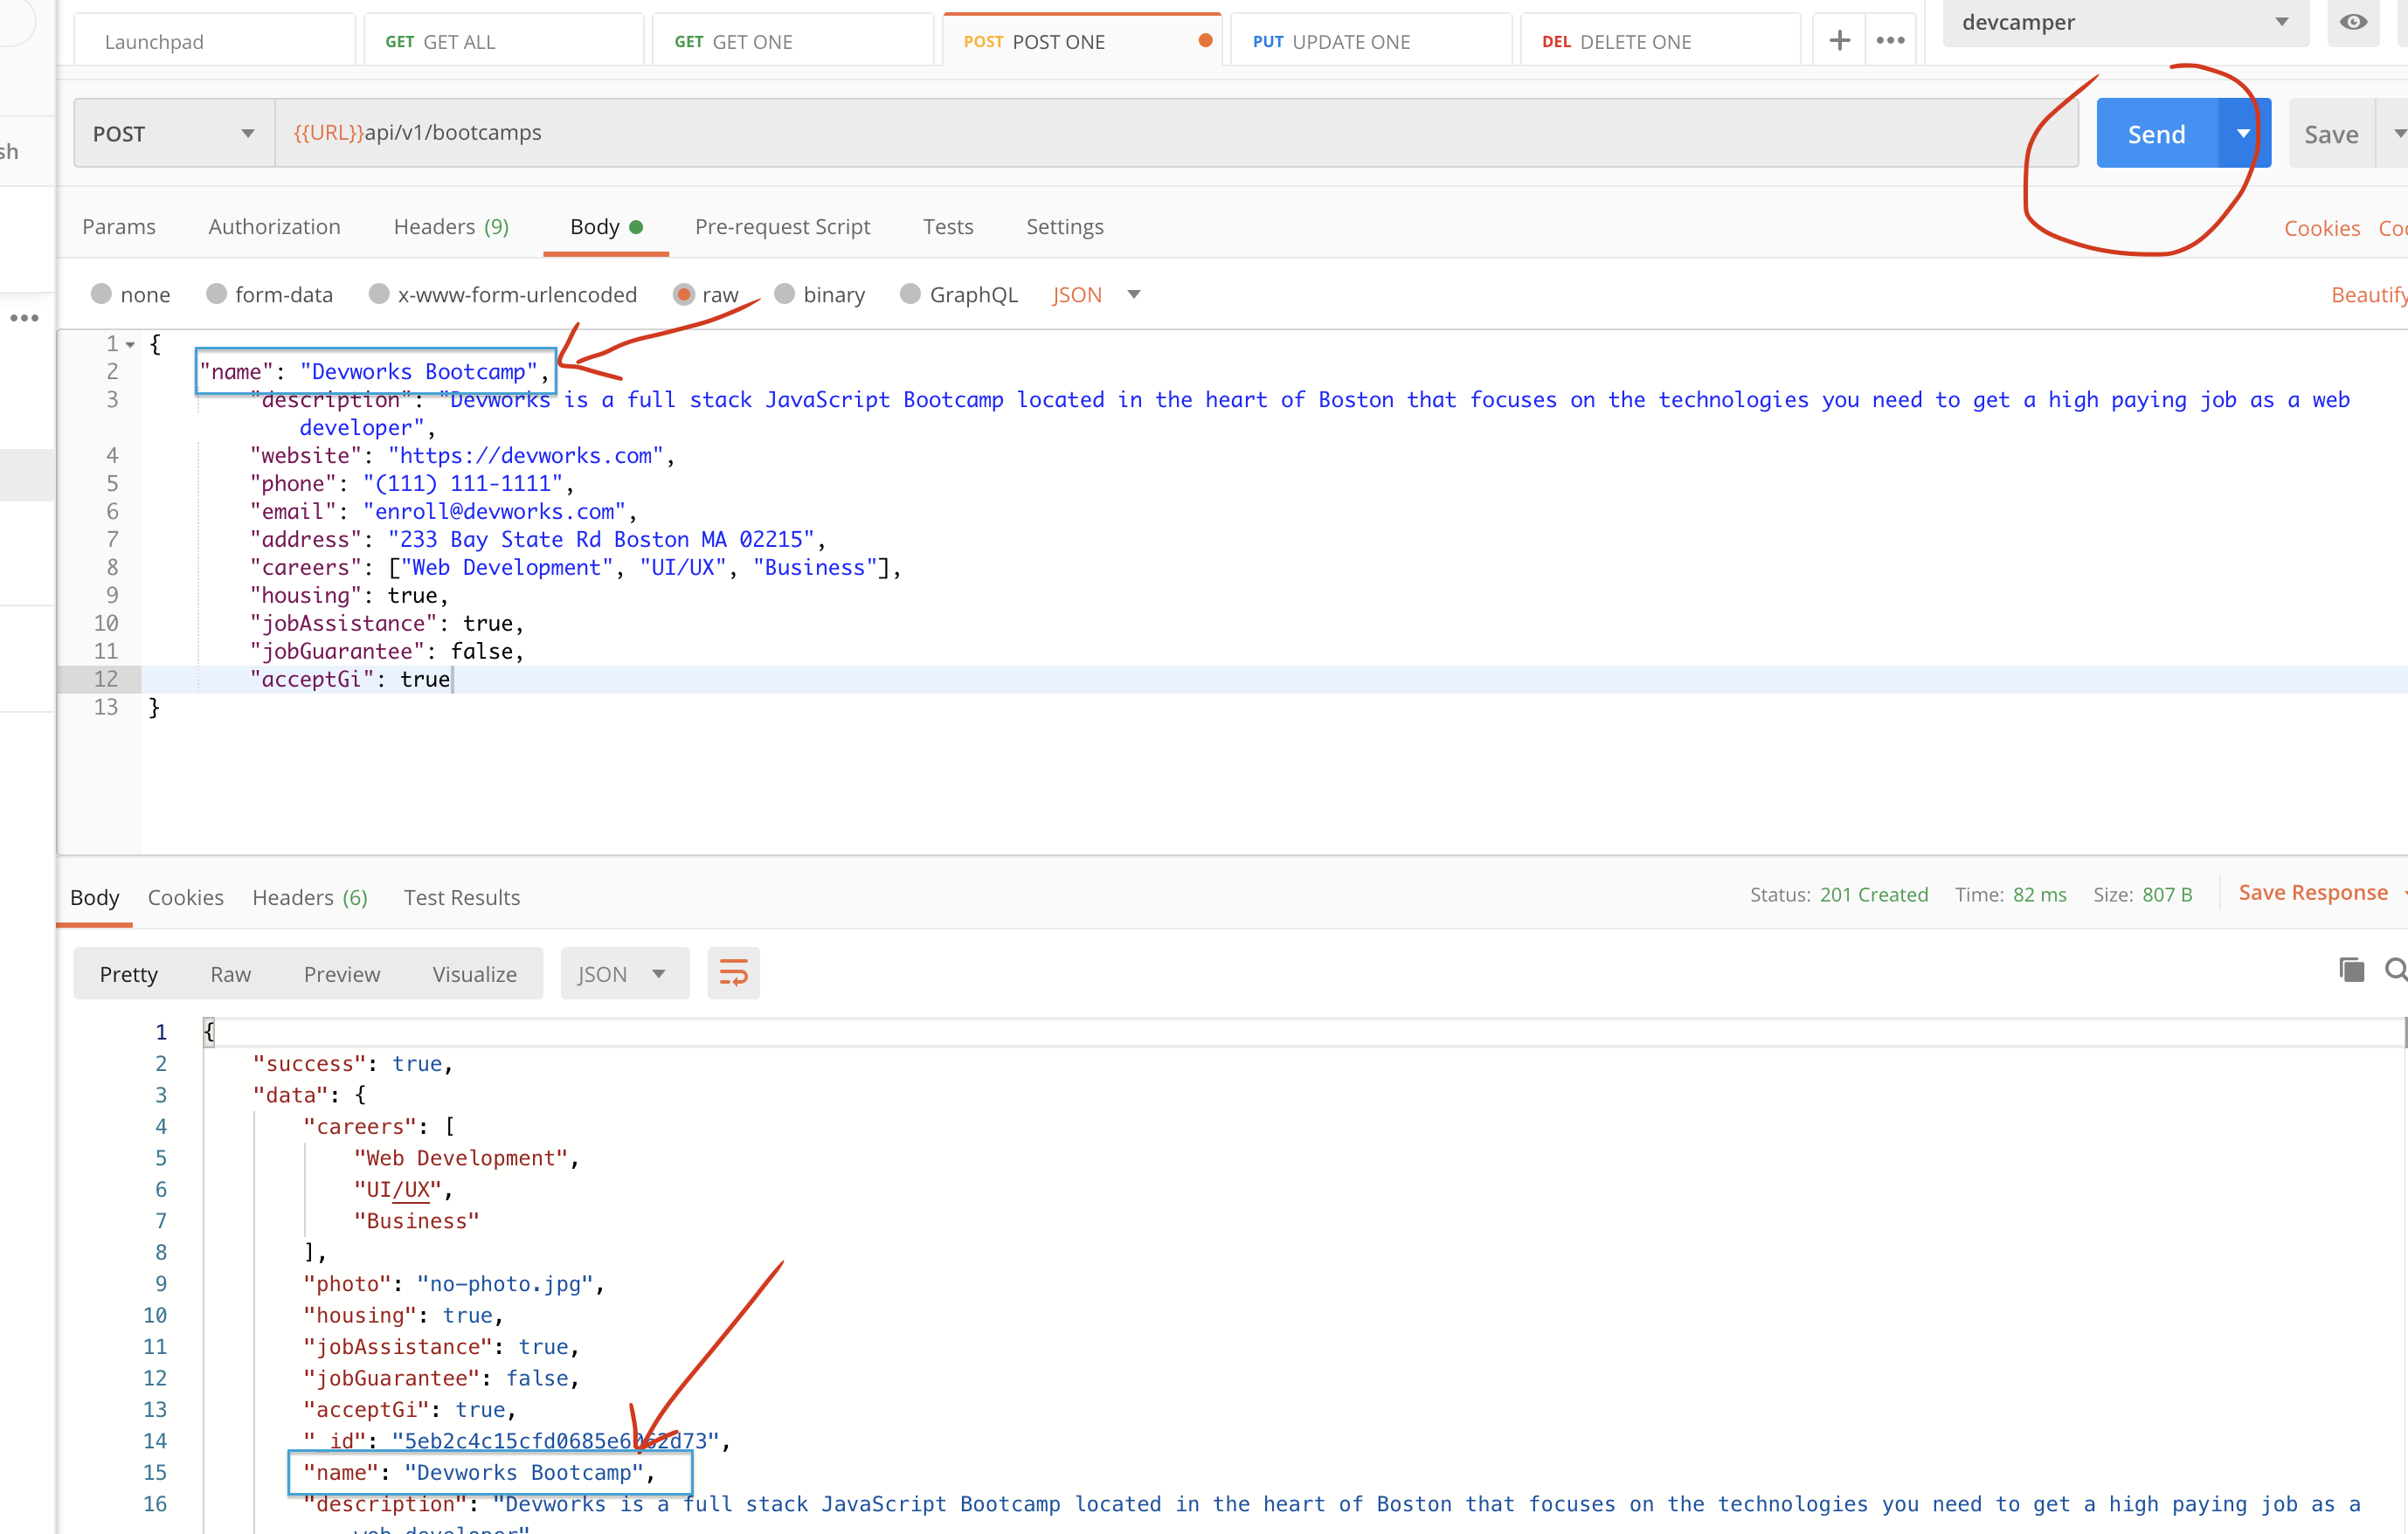 Launchpad
GET GET ALL
GET GET ONE
POST POST ONE
PUT UPDATE ONE
DEL DELETE ONE
devcamper
POST
{{URL}}api/v1/bootcamps
Send
Save
sh
Params
Authorization
Headers (9)
Body
Pre-request Script
Tests
Settings
Cookies
none
form-data
x-www-form-urlencoded
raw
binary
GraphQL
JSON
Beautify
1 {
2 "name": "Devworks Bootcamp",
3 "description": "Devworks is a full stack JavaScript Bootcamp located in the heart of Boston that focuses on the technologies you need to get a high paying job as a web
developer",
4 "website": "https://devworks.com",
5 "phone": "(111) 111-1111",
6 "email": "enroll@devworks.com",
7 "address": "233 Bay State Rd Boston MA 02215",
8 "careers": ["Web Development", "UI/UX", "Business"],
9 "housing": true,
10 "jobAssistance": true,
11 "jobGuarantee": false,
12 "acceptGi": true
13 }
Body
Cookies
Headers (6)
Test Results
Status: 201 Created
Time: 82 ms
Size: 807 B
Save Response
Pretty
Raw
Preview
Visualize
JSON
1 {
2 "success": true,
3 "data": {
4 "careers": [
5 "Web Development",
6 "UI/UX",
7 "Business"
8 ],
9 "photo": "no-photo.jpg",
10 "housing": true,
11 "jobAssistance": true,
12 "jobGuarantee": false,
13 "acceptGi": true,
14 "_id": "5eb2c4c15cfd0685e6062d73",
15 "name": "Devworks Bootcamp",
16 "description": "Devworks is a full stack JavaScript Bootcamp located in the heart of Boston that focuses on the technologies you need to get a high paying job as a
web developer"